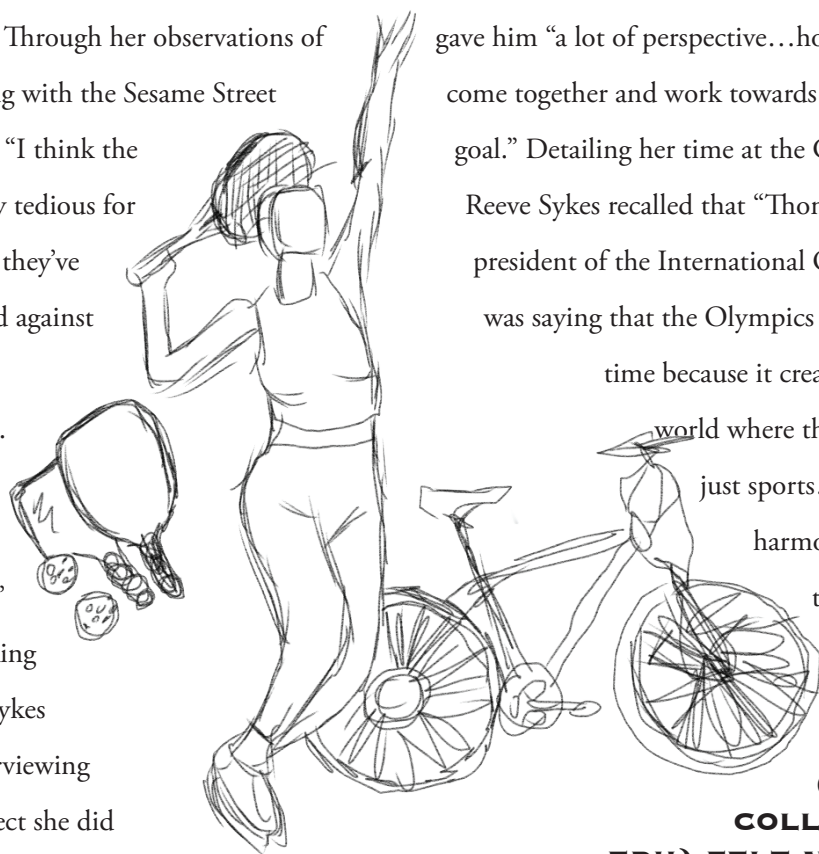 Through her observations of
g with the Sesame Street
“I think the
tedious for
they’ve
d against
.
,
ing
ykes
viewing
ect she did
gave him “a lot of perspective…ho
come together and work towards
goal.” Detailing her time at the
Reeve Sykes recalled that “Thom
president of the International
was saying that the Olympics
time because it crea
world where th
just sports.
harmo
t
COLL